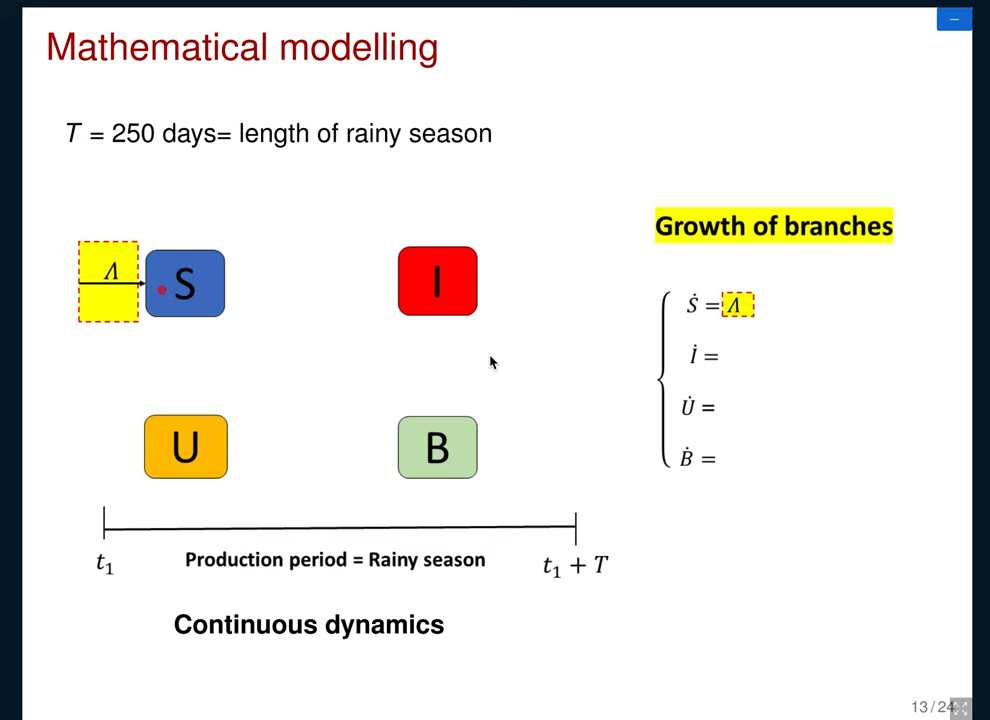 Mathematical modelling
T = 250 days= length of rainy season
Growth of branches
Λ
S
I
Ṡ = Λ
İ =
U̇ =
Ḃ =
U
B
t₁
Production period = Rainy season
t₁ + T
Continuous dynamics
13/24